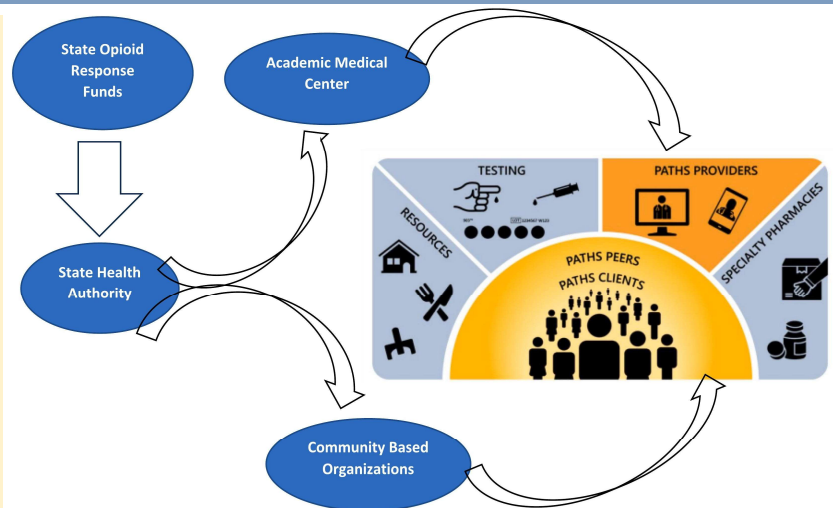 State Opioid
Response
Funds
Academic Medical
Center
State Health
Authority
Community Based
Organizations
RESOURCES
TESTING
PATHS PROVIDERS
SPECIALTY PHARMACIES
PATHS PEERS
PATHS CLIENTS